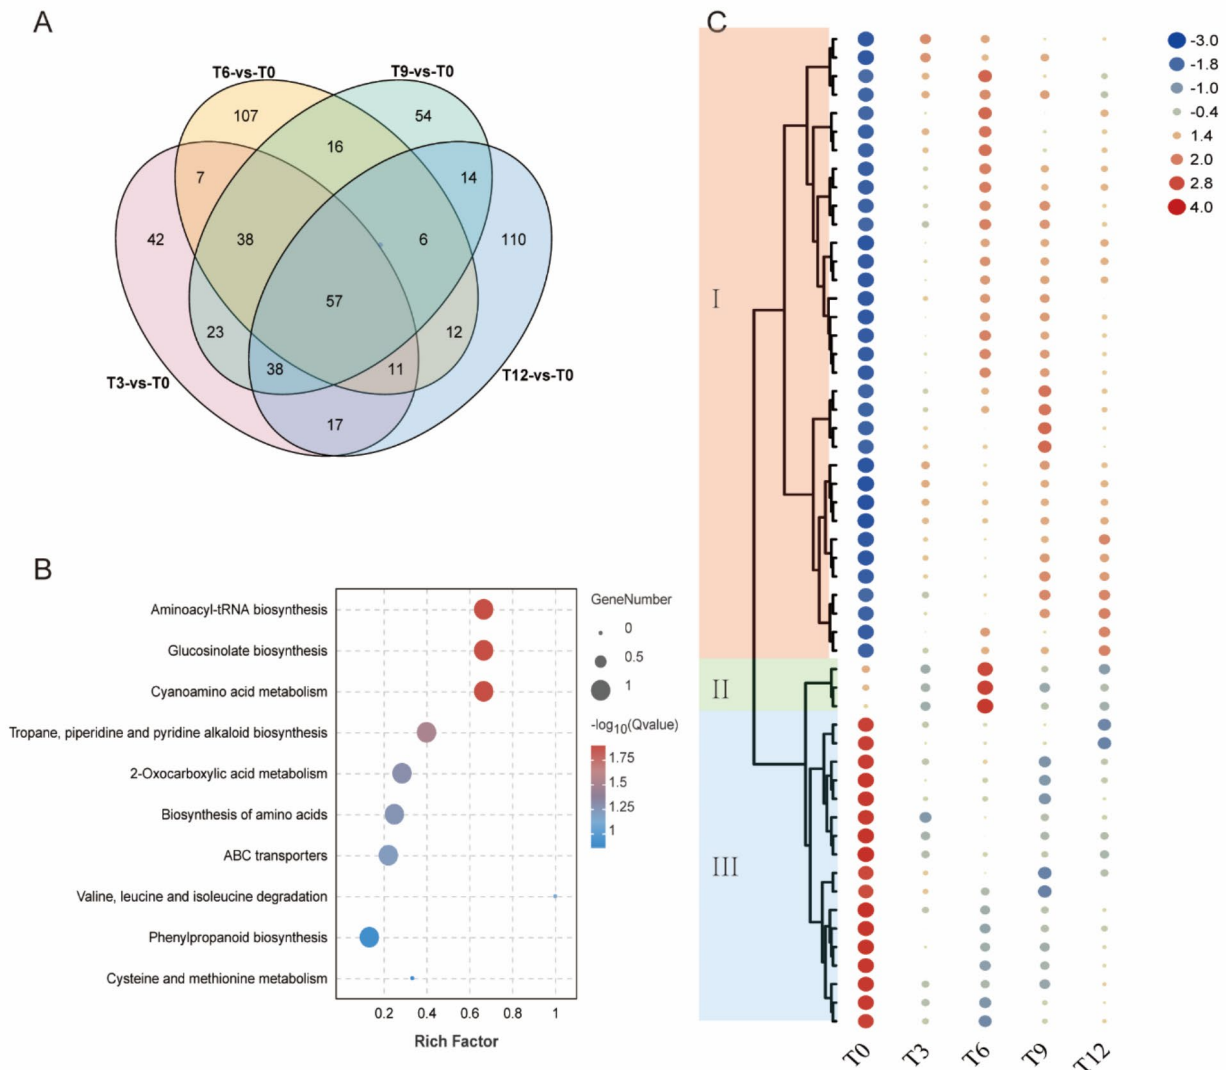 A
T6-vs-T0
T9-vs-T0
107
54
16
7
14
42
38
6
110
57
23
12
38
11
T3-vs-T0
T12-vs-T0
17
B
Aminoacyl-tRNA biosynthesis
Glucosinolate biosynthesis
Cyanoamino acid metabolism
Tropane, piperidine and pyridine alkaloid biosynthesis
2-Oxocarboxylic acid metabolism
Biosynthesis of amino acids
ABC transporters
Valine, leucine and isoleucine degradation
Phenylpropanoid biosynthesis
Cysteine and methionine metabolism
0.2 0.4 0.6 0.8 1
Rich Factor
GeneNumber
0
0.5
1
-log10(Qvalue)
1.75
1.5
1.25
1
C
I
II
III
T0 T3 T6 T9 T12
-3.0
-1.8
-1.0
-0.4
1.4
2.0
2.8
4.0